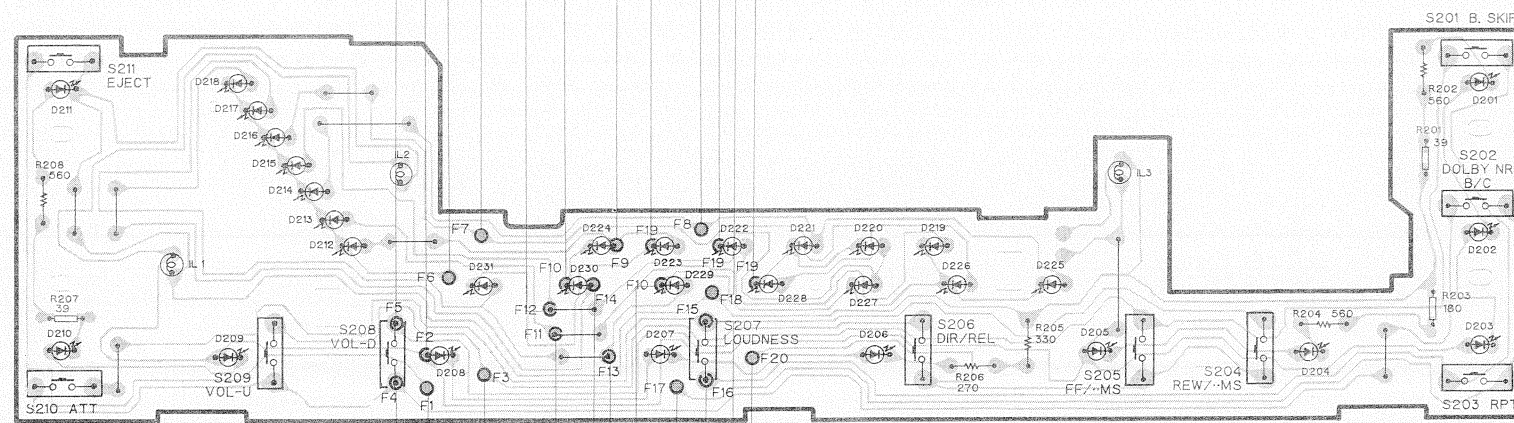 S201 B. SKIP
S211
EJECT
D211
D218
D217
D216
D215
D214
D213
D212
R208
560
IL2
IL3
IL1
R202
560
D201
R201
39
S202
DOLBY NR
B/C
D202
F7
F6
D231
D224
F19
F8
D222
F9
D223
F19
F19
D221
D220
D219
F10
D230
F10
D229
F14
F18
D228
D227
D226
D225
F12
F11
F13
R207
39
D210
S210 ATT
D209
S209
VOL-U
S208
VOL-D
F5
F4
F2
D208
F1
F3
D207
F15
S207
LOUDNESS
F17
F16
F20
D206
S206
DIR/REL
R206
270
R205
330
D205
S205
FF/··MS
S204
REW/··MS
R204 560
D204
R203
180
D203
S203 RPT